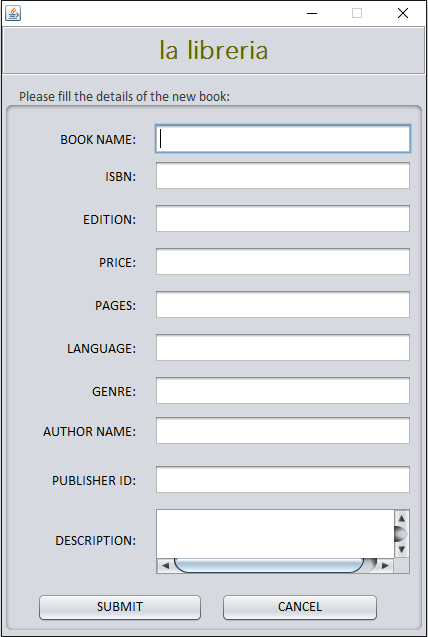 la libreria
Please fill the details of the new book:
BOOK NAME:
ISBN:
EDITION:
PRICE:
PAGES:
LANGUAGE:
GENRE:
AUTHOR NAME:
PUBLISHER ID:
DESCRIPTION:
SUBMIT CANCEL